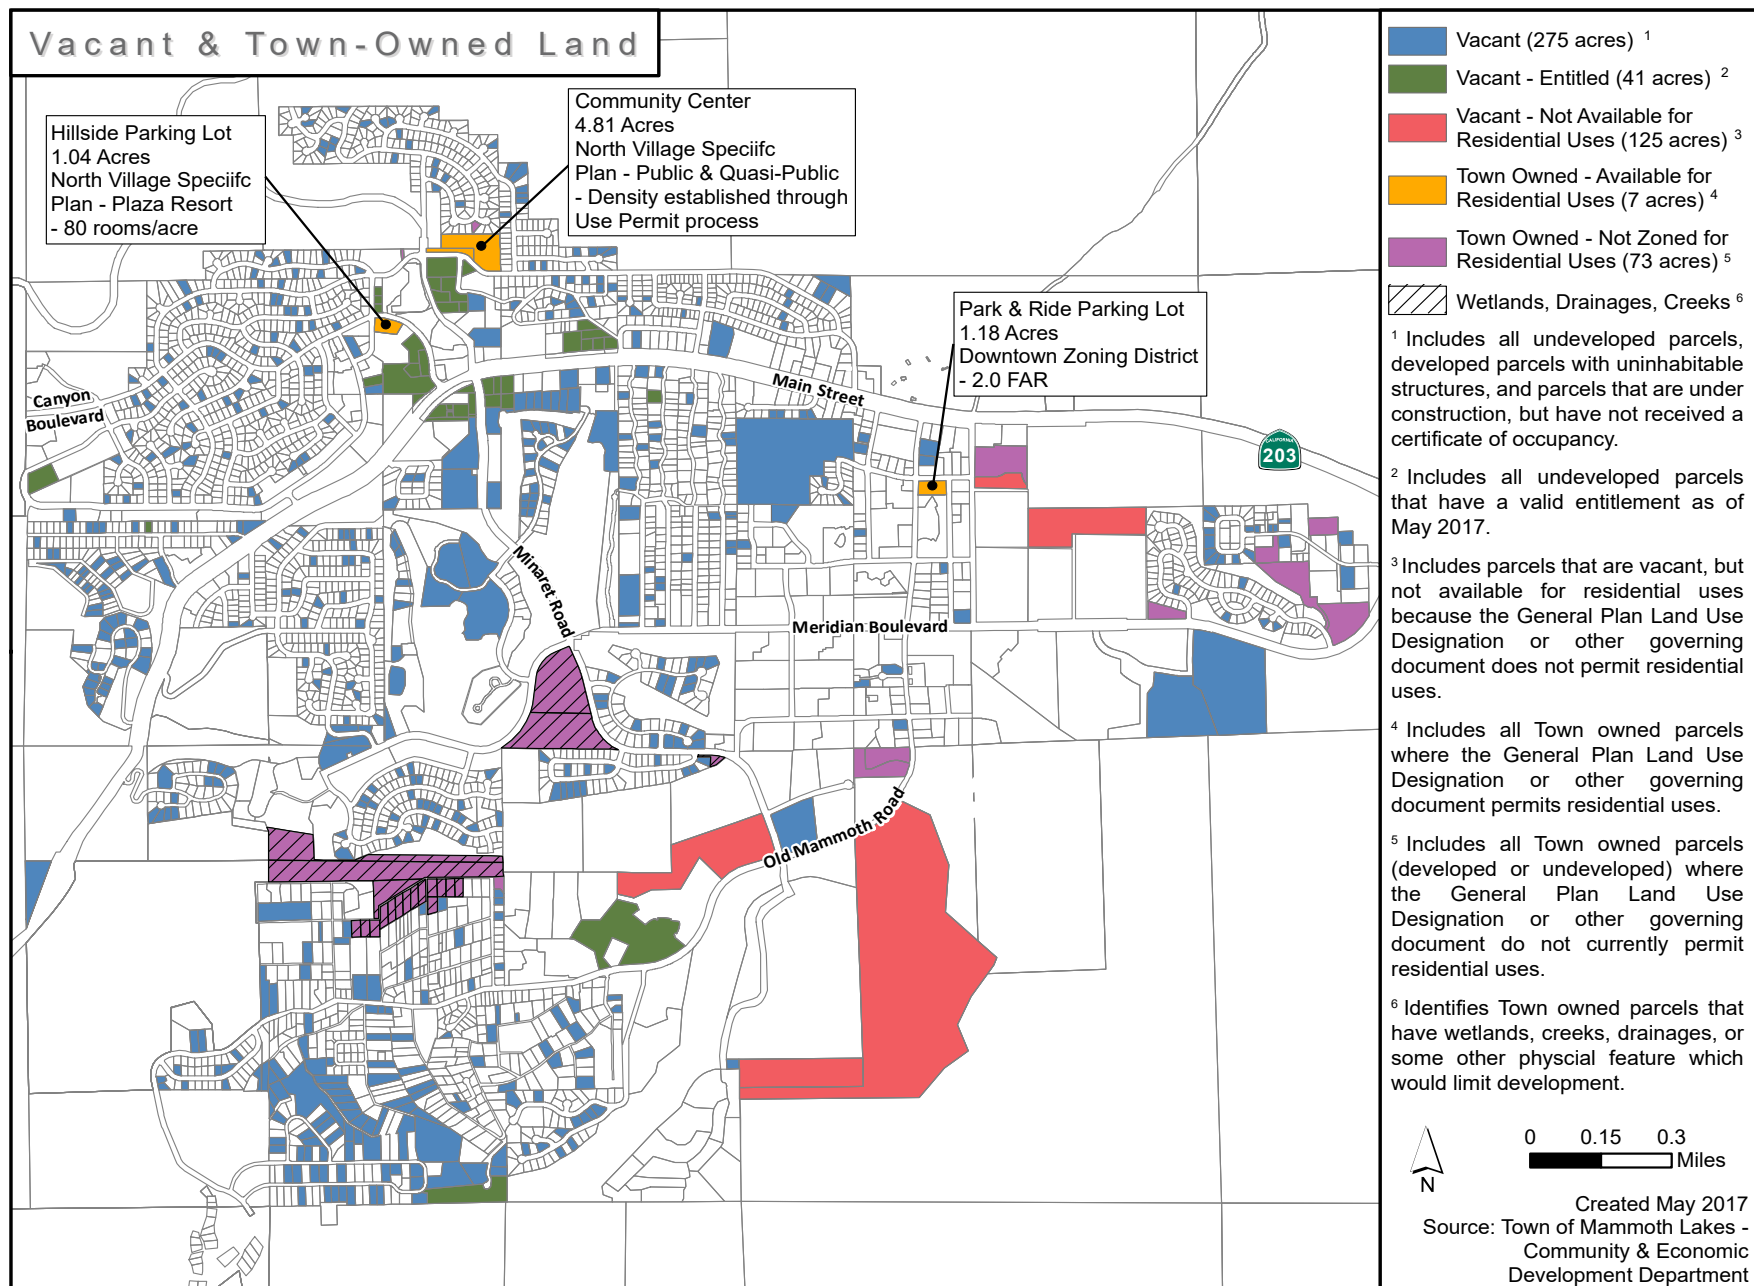 Vacant & Town-Owned Land
Hillside Parking Lot
1.04 Acres
North Village Speciifc
Plan - Plaza Resort
- 80 rooms/acre
Community Center
4.81 Acres
North Village Speciifc
Plan - Public & Quasi-Public
- Density established through
Use Permit process
Park & Ride Parking Lot
1.18 Acres
Downtown Zoning District
- 2.0 FAR
Canyon
Boulevard
Main Street
CALIFORNIA
203
Minaret Road
Meridian Boulevard
Old Mammoth Road
Vacant (275 acres) 1
Vacant - Entitled (41 acres) 2
Vacant - Not Available for
Residential Uses (125 acres) 3
Town Owned - Available for
Residential Uses (7 acres) 4
Town Owned - Not Zoned for
Residential Uses (73 acres) 5
Wetlands, Drainages, Creeks 6
1 Includes all undeveloped parcels,
developed parcels with uninhabitable
structures, and parcels that are under
construction, but have not received a
certificate of occupancy.
2 Includes all undeveloped parcels
that have a valid entitlement as of
May 2017.
3 Includes parcels that are vacant, but
not available for residential uses
because the General Plan Land Use
Designation or other governing
document does not permit residential
uses.
4 Includes all Town owned parcels
where the General Plan Land Use
Designation or other governing
document permits residential uses.
5 Includes all Town owned parcels
(developed or undeveloped) where
the General Plan Land Use
Designation or other governing
document do not currently permit
residential uses.
6 Identifies Town owned parcels that
have wetlands, creeks, drainages, or
some other physcial feature which
would limit development.
N
0 0.15 0.3
Miles
Created May 2017
Source: Town of Mammoth Lakes -
Community & Economic
Development Department